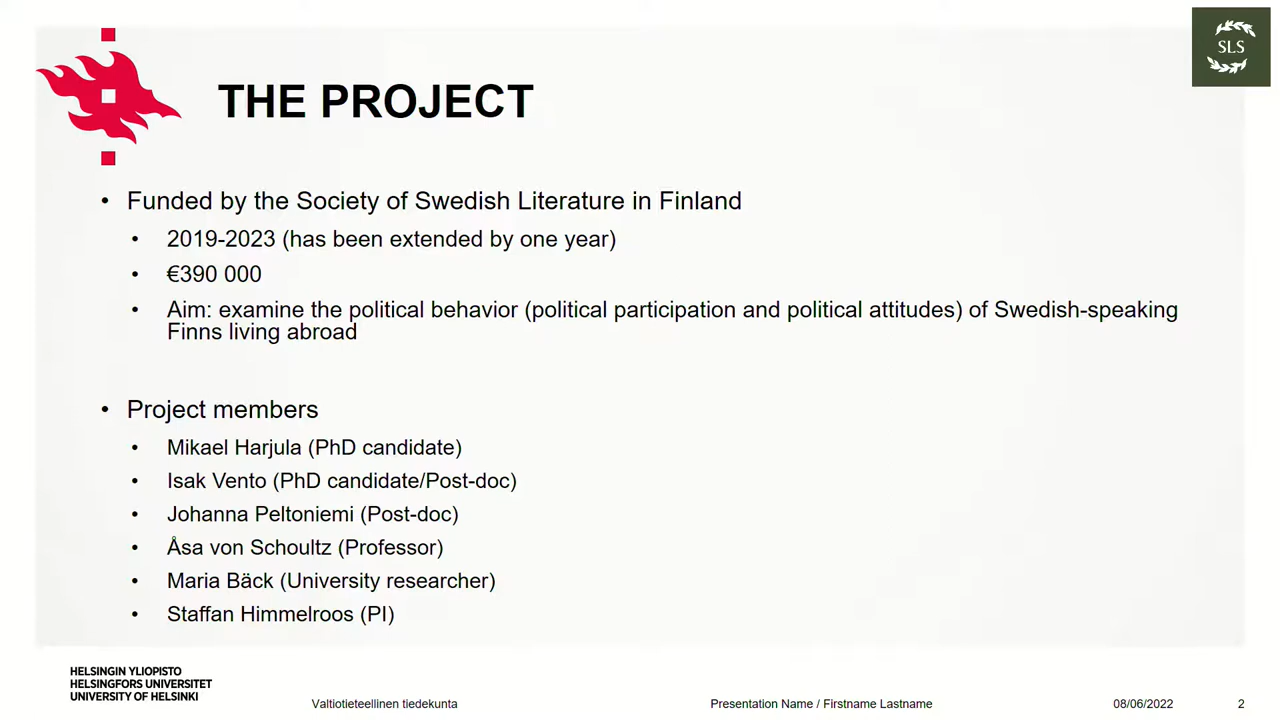 SLS
THE PROJECT
• Funded by the Society of Swedish Literature in Finland
• 2019-2023 (has been extended by one year)
• €390 000
• Aim: examine the political behavior (political participation and political attitudes) of Swedish-speaking
Finns living abroad
• Project members
• Mikael Harjula (PhD candidate)
• Isak Vento (PhD candidate/Post-doc)
• Johanna Peltoniemi (Post-doc)
• Åsa von Schoultz (Professor)
• Maria Bäck (University researcher)
• Staffan Himmelroos (PI)
HELSINGIN YLIOPISTO
HELSINGFORS UNIVERSITET
UNIVERSITY OF HELSINKI
Valtiotieteellinen tiedekunta
Presentation Name / Firstname Lastname
08/06/2022
2